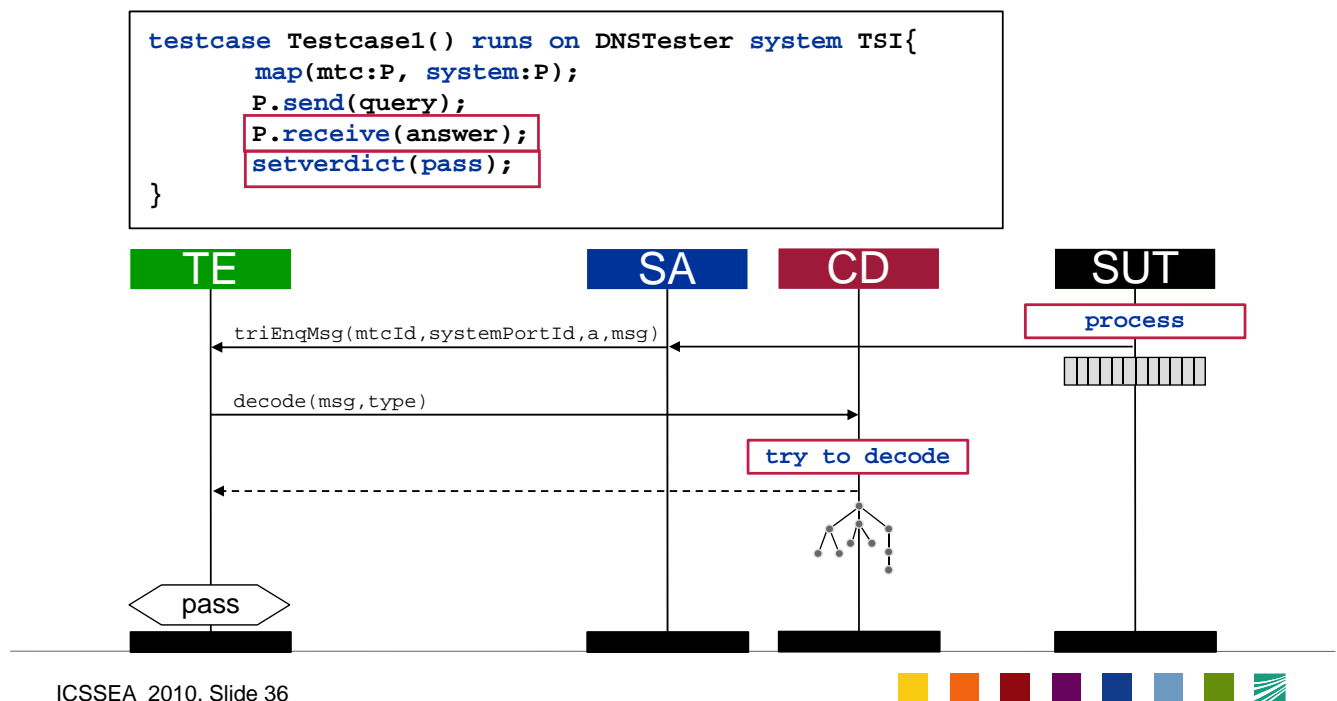 testcase Testcase1() runs on DNSTester system TSI{
map(mtc:P, system:P);
P.send(query);
P.receive(answer);
setverdict(pass);
}
TE SA CD SUT
process
triEnqMsg(mtcId,systemPortId,a,msg)
decode(msg,type)
try to decode
pass
ICSSEA 2010. Slide 36